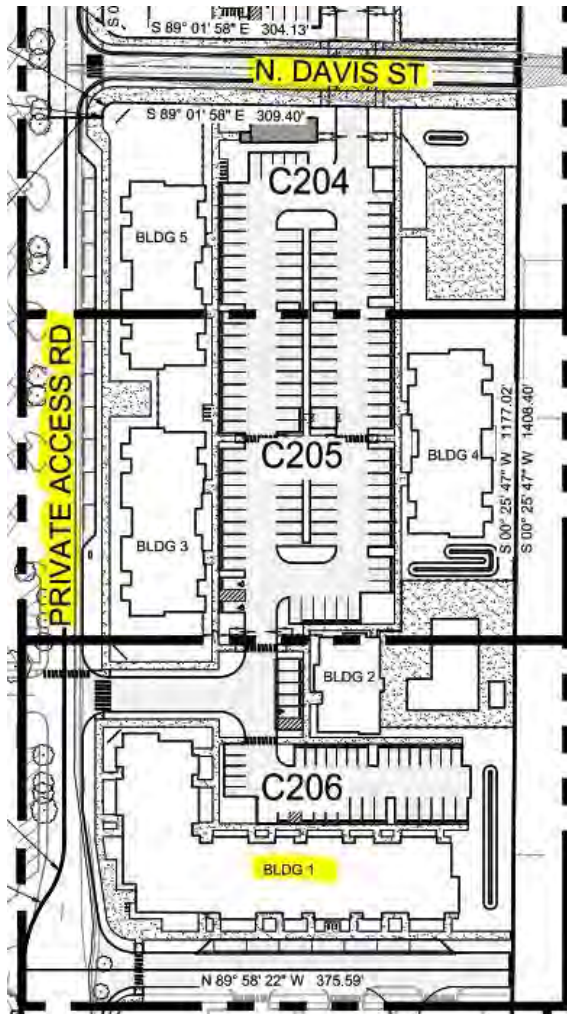 S 89° 01' 58" E 304.13'
N. DAVIS ST
S 89° 01' 58" E 309.40'
C204
BLDG 5
PRIVATE ACCESS RD
C205
BLDG 4
S 00° 25' 47" W 1177.02'
S 00° 25' 47" W 1408.40'
BLDG 3
BLDG 2
C206
BLDG 1
N 89° 58' 22" W 375.59'